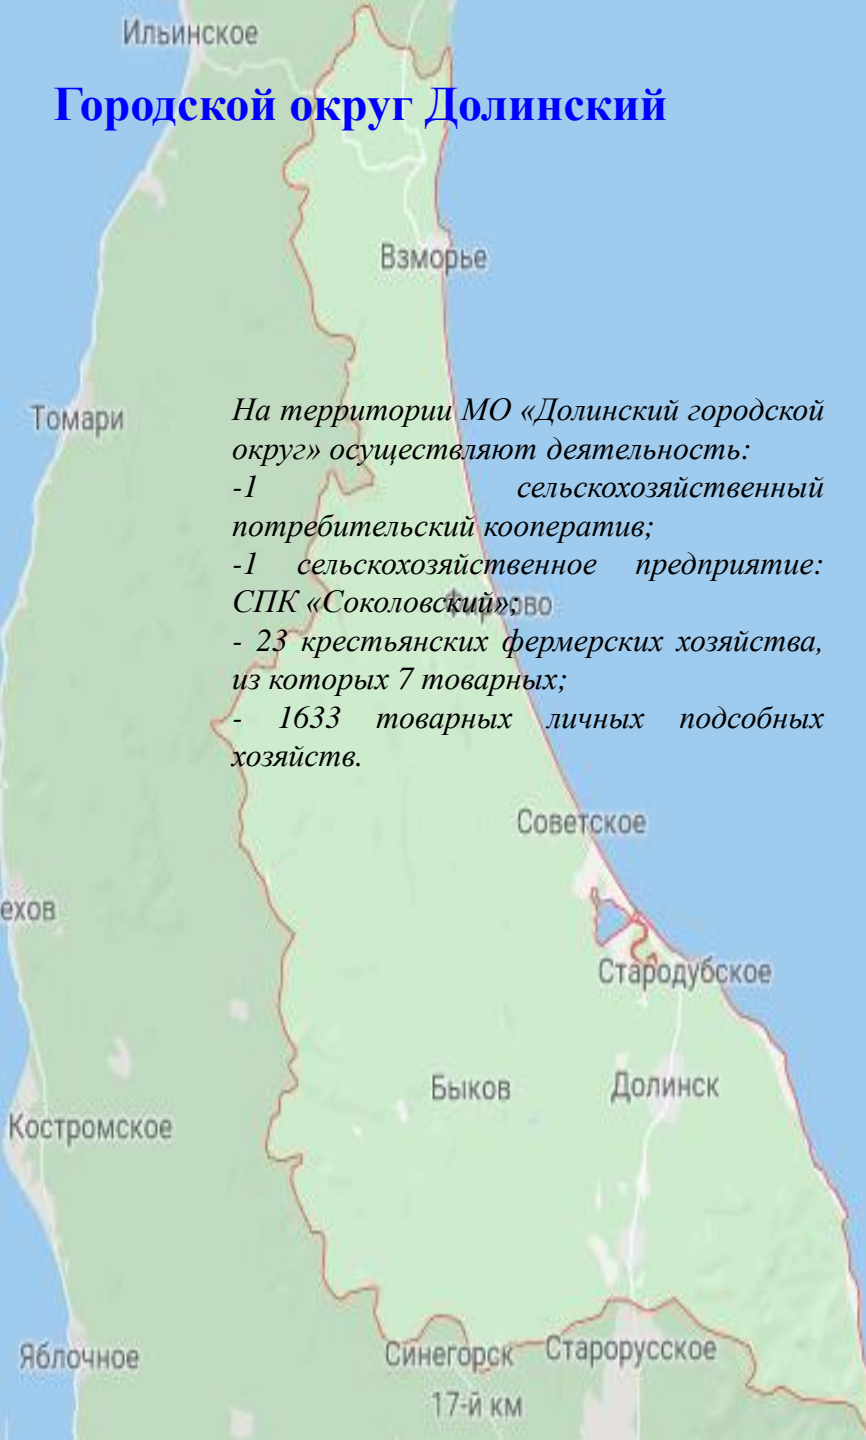 Ильинское
Городской округ Долинский
Взморье
Томари
На территории МО «Долинский городской
округ» осуществляют деятельность:
-1 сельскохозяйственный
потребительский кооператив;
-1 сельскохозяйственное предприятие:
СПК «Соколовский»;
- 23 крестьянских фермерских хозяйства,
из которых 7 товарных;
- 1633 товарных личных подсобных
хозяйств.
Советское
ехов
Стародубское
Быков
Долинск
Костромское
Яблочное
Синегорск
Старорусское
17-й км